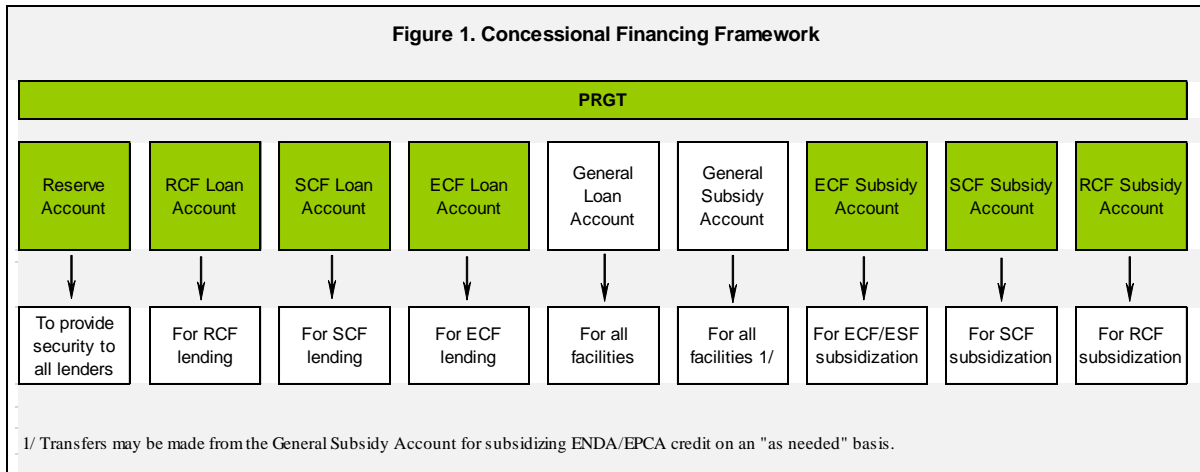 Figure 1. Concessional Financing Framework
PRGT
Reserve
Account
RCF Loan
Account
SCF Loan
Account
ECF Loan
Account
General
Loan
Account
General
Subsidy
Account
ECF Subsidy
Account
SCF Subsidy
Account
RCF Subsidy
Account
To provide
security to
all lenders
For RCF
lending
For SCF
lending
For ECF
lending
For all
facilities
For all
facilities 1/
For ECF/ESF
subsidization
For SCF
subsidization
For RCF
subsidization
1/ Transfers may be made from the General Subsidy Account for subsidizing ENDA/EPCA credit on an "as needed" basis.